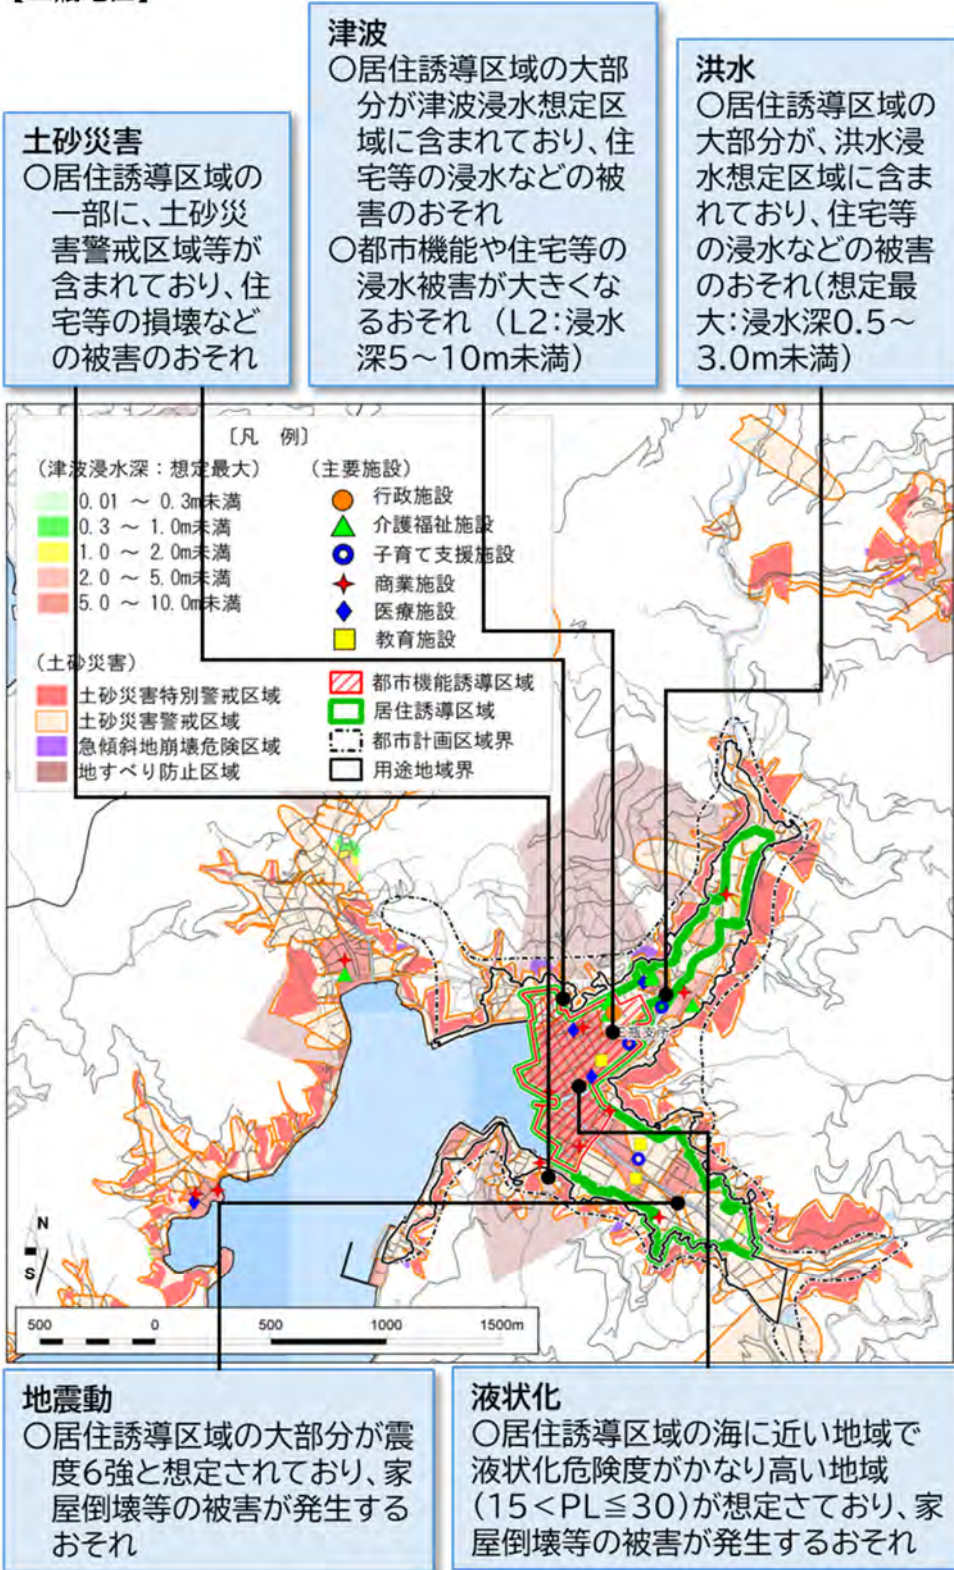 土砂災害
○居住誘導区域の
一部に、土砂災
害警戒区域等が
含まれており、住
宅等の損壊など
の被害のおそれ
津波
○居住誘導区域の大部
分が津波浸水想定区
域に含まれており、住
宅等の浸水などの被
害のおそれ
○都市機能や住宅等の
浸水被害が大きくな
るおそれ (L2:浸水
深5~10m未満)
洪水
○居住誘導区域の
大部分が、洪水浸
水想定区域に含ま
れており、住宅等
の浸水などの被害
のおそれ(想定最
大:浸水深0.5~
3.0m未満)
〔凡 例〕
(津波浸水深:想定最大)
0.01 ~ 0.3m未満
0.3 ~ 1.0m未満
1.0 ~ 2.0m未満
2.0 ~ 5.0m未満
5.0 ~ 10.0m未満
(土砂災害)
土砂災害特別警戒区域
土砂災害警戒区域
急傾斜地崩壊危険区域
地すべり防止区域
(主要施設)
行政施設
介護福祉施設
子育て支援施設
商業施設
医療施設
教育施設
都市機能誘導区域
居住誘導区域
都市計画区域界
用途地域界
三瓶支所
N
S
500 0 500 1000 1500m
地震動
○居住誘導区域の大部分が震
度6強と想定されており、家
屋倒壊等の被害が発生する
おそれ
液状化
○居住誘導区域の海に近い地域で
液状化危険度がかなり高い地域
(15<PL≦30)が想定さており、家
屋倒壊等の被害が発生するおそれ